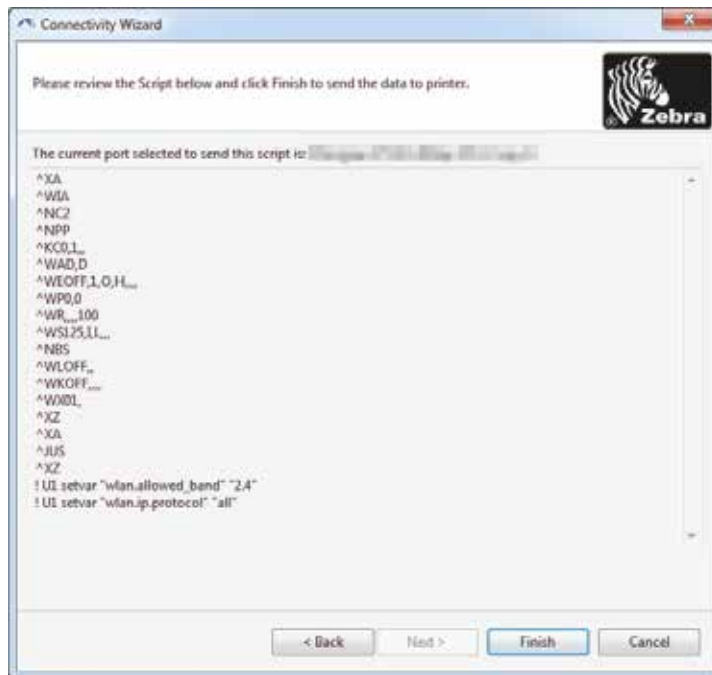 Connectivity Wizard
Please review the Script below and click Finish to send the data to printer.
Zebra
The current port selected to send this script is:
^XA
^WIA
^NC2
^NPP
^KC0,1,,
^WAD,D
^WEOFF,1,O,H,,,,
^WP0,0
^WR,,,,100
^NBS
^WLOFF,,
^WKOFF,,,,
^WX01,
^XZ
^XA
^JUS
^XZ
! U1 setvar "wlan.allowed_band" "2.4"
! U1 setvar "wlan.ip.protocol" "all"
< Back
Next >
Finish
Cancel